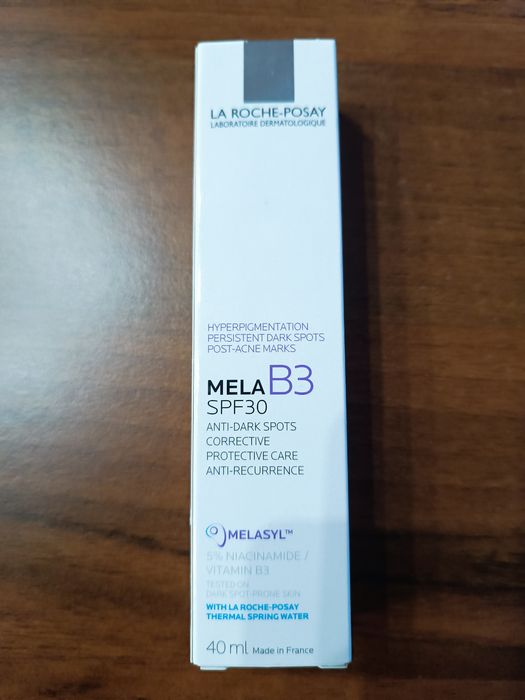 LA ROCHE-POSAY
LABORATOIRE DERMATOLOGIQUE
HYPERPIGMENTATION
PERSISTENT DARK SPOTS
POST-ACNE MARKS
MELA B3
SPF30
ANTI-DARK SPOTS
CORRECTIVE
PROTECTIVE CARE
ANTI-RECURRENCE
MELASYL™
5% NIACINAMIDE /
VITAMIN B3
TESTED ON
DARK SPOT-PRONE SKIN
WITH LA ROCHE-POSAY
THERMAL SPRING WATER
40 ml Made in France